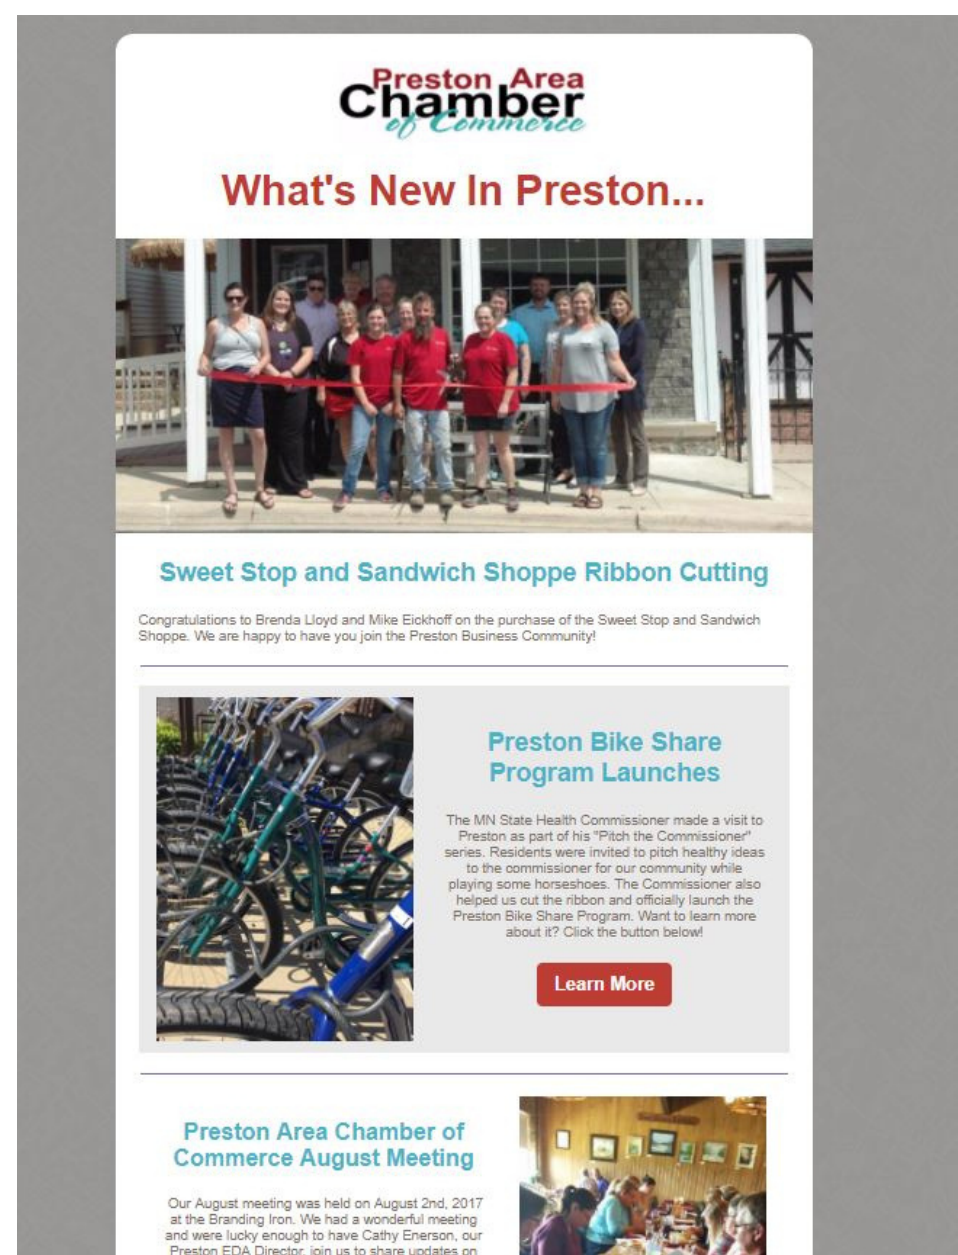 Preston Area
Chamber
of Commerce
What's New In Preston...
Sweet Stop and Sandwich Shoppe Ribbon Cutting
Congratulations to Brenda Lloyd and Mike Eickhoff on the purchase of the Sweet Stop and Sandwich
Shoppe. We are happy to have you join the Preston Business Community!
Preston Bike Share
Program Launches
The MN State Health Commissioner made a visit to
Preston as part of his "Pitch the Commissioner"
series. Residents were invited to pitch healthy ideas
to the commissioner for our community while
playing some horseshoes. The Commissioner also
helped us cut the ribbon and officially launch the
Preston Bike Share Program. Want to learn more
about it? Click the button below!
Learn More
Preston Area Chamber of
Commerce August Meeting
Our August meeting was held on August 2nd, 2017
at the Branding Iron. We had a wonderful meeting
and were lucky enough to have Cathy Enerson, our
Preston EDA Director, join us to share updates on